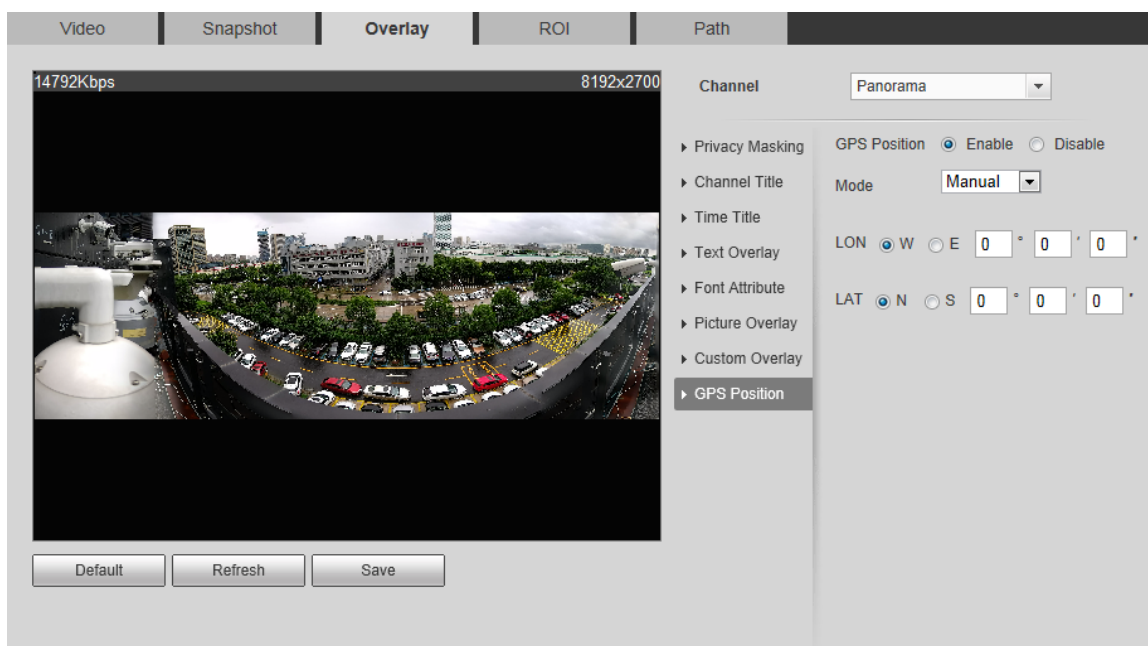 Video Snapshot Overlay ROI Path
14792Kbps 8192x2700
Channel Panorama
Privacy Masking
Channel Title
Time Title
Text Overlay
Font Attribute
Picture Overlay
Custom Overlay
GPS Position
GPS Position Enable Disable
Mode Manual
LON W E 0 ° 0 ′ 0 ″
LAT N S 0 ° 0 ′ 0 ″
Default Refresh Save